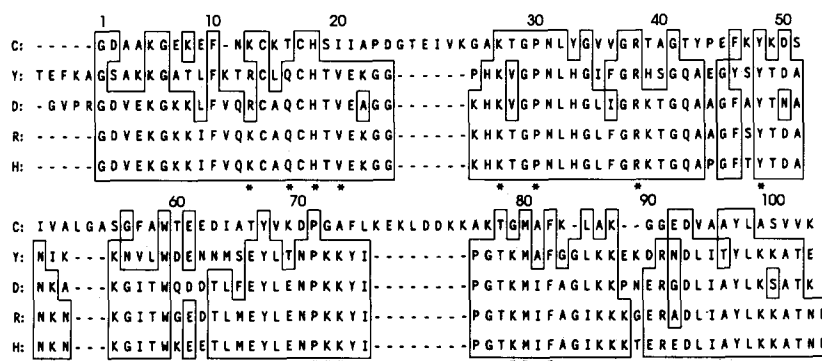 1 10 20 30 40 50
C: - - - - - G D A A K G E K E F - N K C K T C H S I I A P D G T E I V K G A K T G P N L Y G V V G R T A G T Y P E F K Y K D S
Y: T E F K A G S A K K G A T L F K T R C L Q C H T V E K G G - - - - - - P H K V G P N L H G I F G R H S G Q A E G Y S Y T D A
D: - G V P R G D V E K G K K L F V Q R C A Q C H T V E A G G - - - - - - K H K V G P N L H G L I G R K T G Q A A G F A Y T N A
R: - - - - - G D V E K G K K I F V Q K C A Q C H T V E K G G - - - - - - K H K T G P N L H G L F G R K T G Q A A G F S Y T D A
H: - - - - - G D V E K G K K I F V Q K C A Q C H T V E K G G - - - - - - K H K T G P N L H G L F G R K T G Q A P G F T Y T D A
* * * * * * * *
60 70 80 90 100
C: I V A L G A S G F A W T E E D I A T Y V K D P G A F L K E K L D D K K A K T G M A F K - L A K - - G G E D V A A Y L A S V V K
Y: N I K - - - K N V L W D E N N M S E Y L T N P K K Y I - - - - - - - - P G T K M A F G G L K K E K D R N D L I T Y L K K A T E
D: N K A - - - K G I T W Q D D T L F E Y L E N P K K Y I - - - - - - - - P G T K M I F A G L K K P N E R G D L I A Y L K S A T K
R: N K N - - - K G I T W G E D T L M E Y L E N P K K Y I - - - - - - - - P G T K M I F A G I K K K G E R A D L I A Y L K K A T N
H: N K N - - - K G I T W K E E T L M E Y L E N P K K Y I - - - - - - - - P G T K M I F A G I K K K T E R E D L I A Y L K K A T N